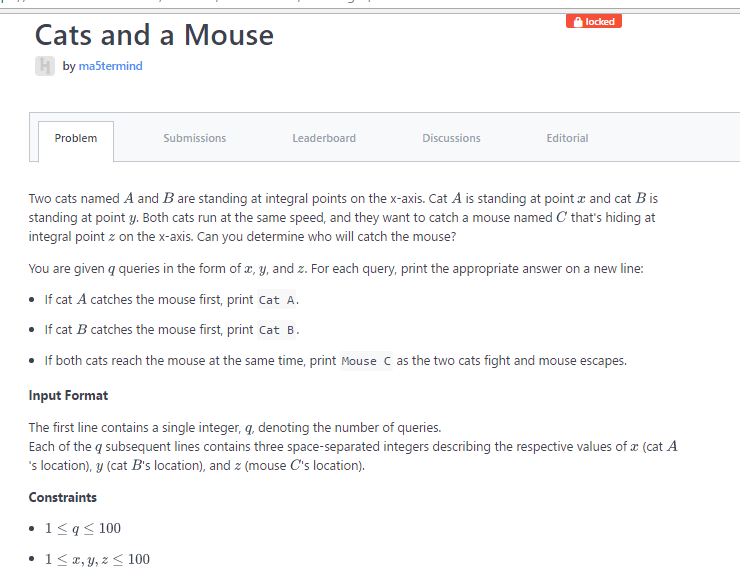 Cats and a Mouse
locked
H by ma5termind
Problem Submissions Leaderboard Discussions Editorial
Two cats named A and B are standing at integral points on the x-axis. Cat A is standing at point x and cat B is
standing at point y. Both cats run at the same speed, and they want to catch a mouse named C that's hiding at
integral point z on the x-axis. Can you determine who will catch the mouse?
You are given q queries in the form of x, y, and z. For each query, print the appropriate answer on a new line:
• If cat A catches the mouse first, print Cat A.
• If cat B catches the mouse first, print Cat B.
• If both cats reach the mouse at the same time, print Mouse C as the two cats fight and mouse escapes.
Input Format
The first line contains a single integer, q, denoting the number of queries.
Each of the q subsequent lines contains three space-separated integers describing the respective values of x (cat A
's location), y (cat B's location), and z (mouse C's location).
Constraints
• 1 ≤ q ≤ 100
• 1 ≤ x, y, z ≤ 100